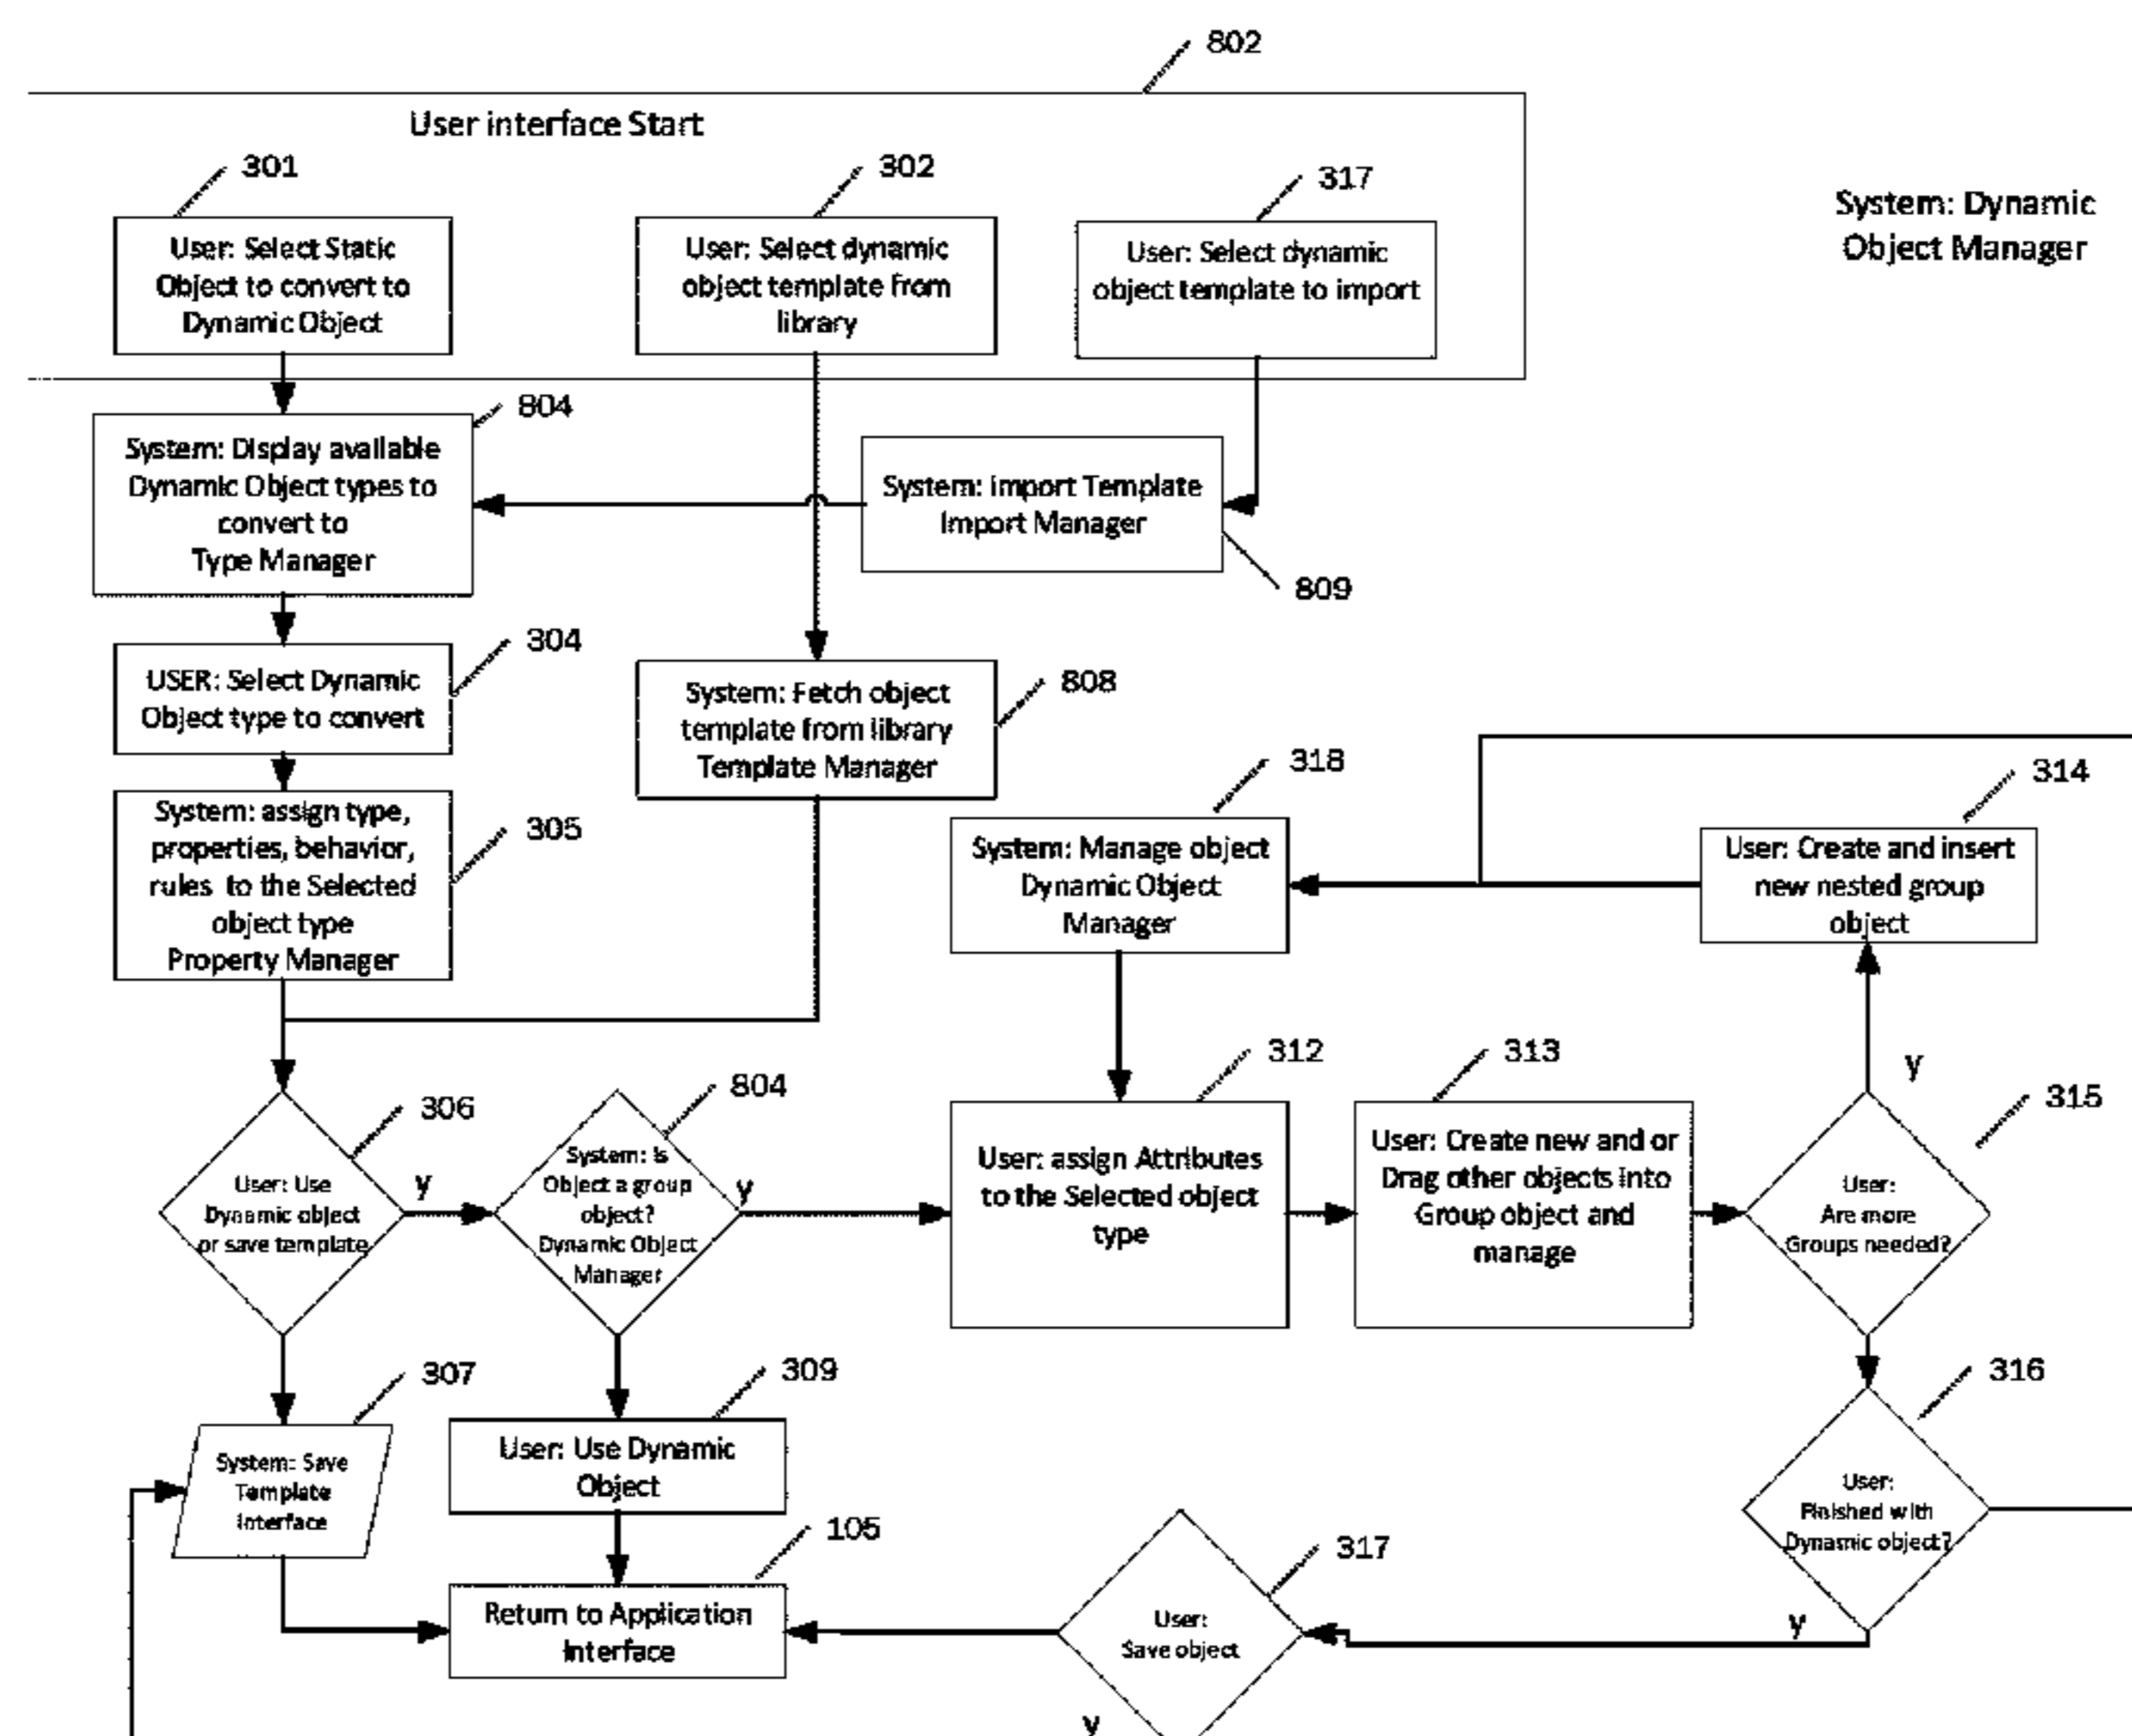 802
User interface Start
301
302
317
User: Select Static
Object to convert to
Dynamic Object
User: Select dynamic
object template from
library
User: Select dynamic
object template to import
System: Dynamic
Object Manager
804
System: Display available
Dynamic Object types to
convert to
Type Manager
System: import Template
Import Manager
809
304
USER: Select Dynamic
Object type to convert
808
System: Fetch object
template from library
Template Manager
305
System: assign type,
properties, behavior,
rules to the Selected
object type
Property Manager
318
System: Manage object
Dynamic Object
Manager
314
User: Create and insert
new nested group
object
306
User: Use
Dynamic object
or save template
y
804
System: Is
Object a group
object?
Dynamic Object
Manager
y
312
User: assign Attributes
to the Selected object
type
313
User: Create new and or
Drag other objects into
Group object and
manage
y
315
User:
Are more
Groups needed?
307
System: Save
Template
Interface
309
User: Use Dynamic
Object
105
Return to Application
Interface
316
User:
Finished with
Dynamic object?
y
317
User:
Save object
y